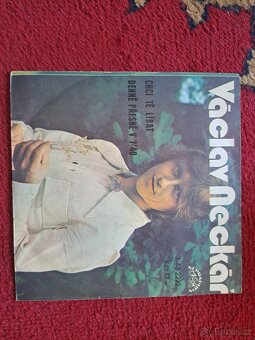 Václav Neckář
CHCI TĚ LÍBAT
DENNĚ PŘESNĚ V 7'40